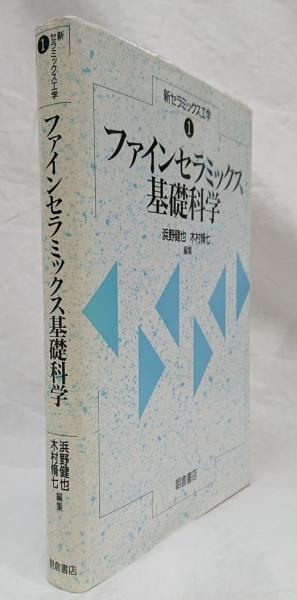 新セラミックス工学
1
ファインセラミックス
基礎科学
浜野健也 木村脩七
編集
朝倉書店
新セラミックス工学
1
ファインセラミックス基礎科学
浜野健也
木村脩七
編集
朝倉書店